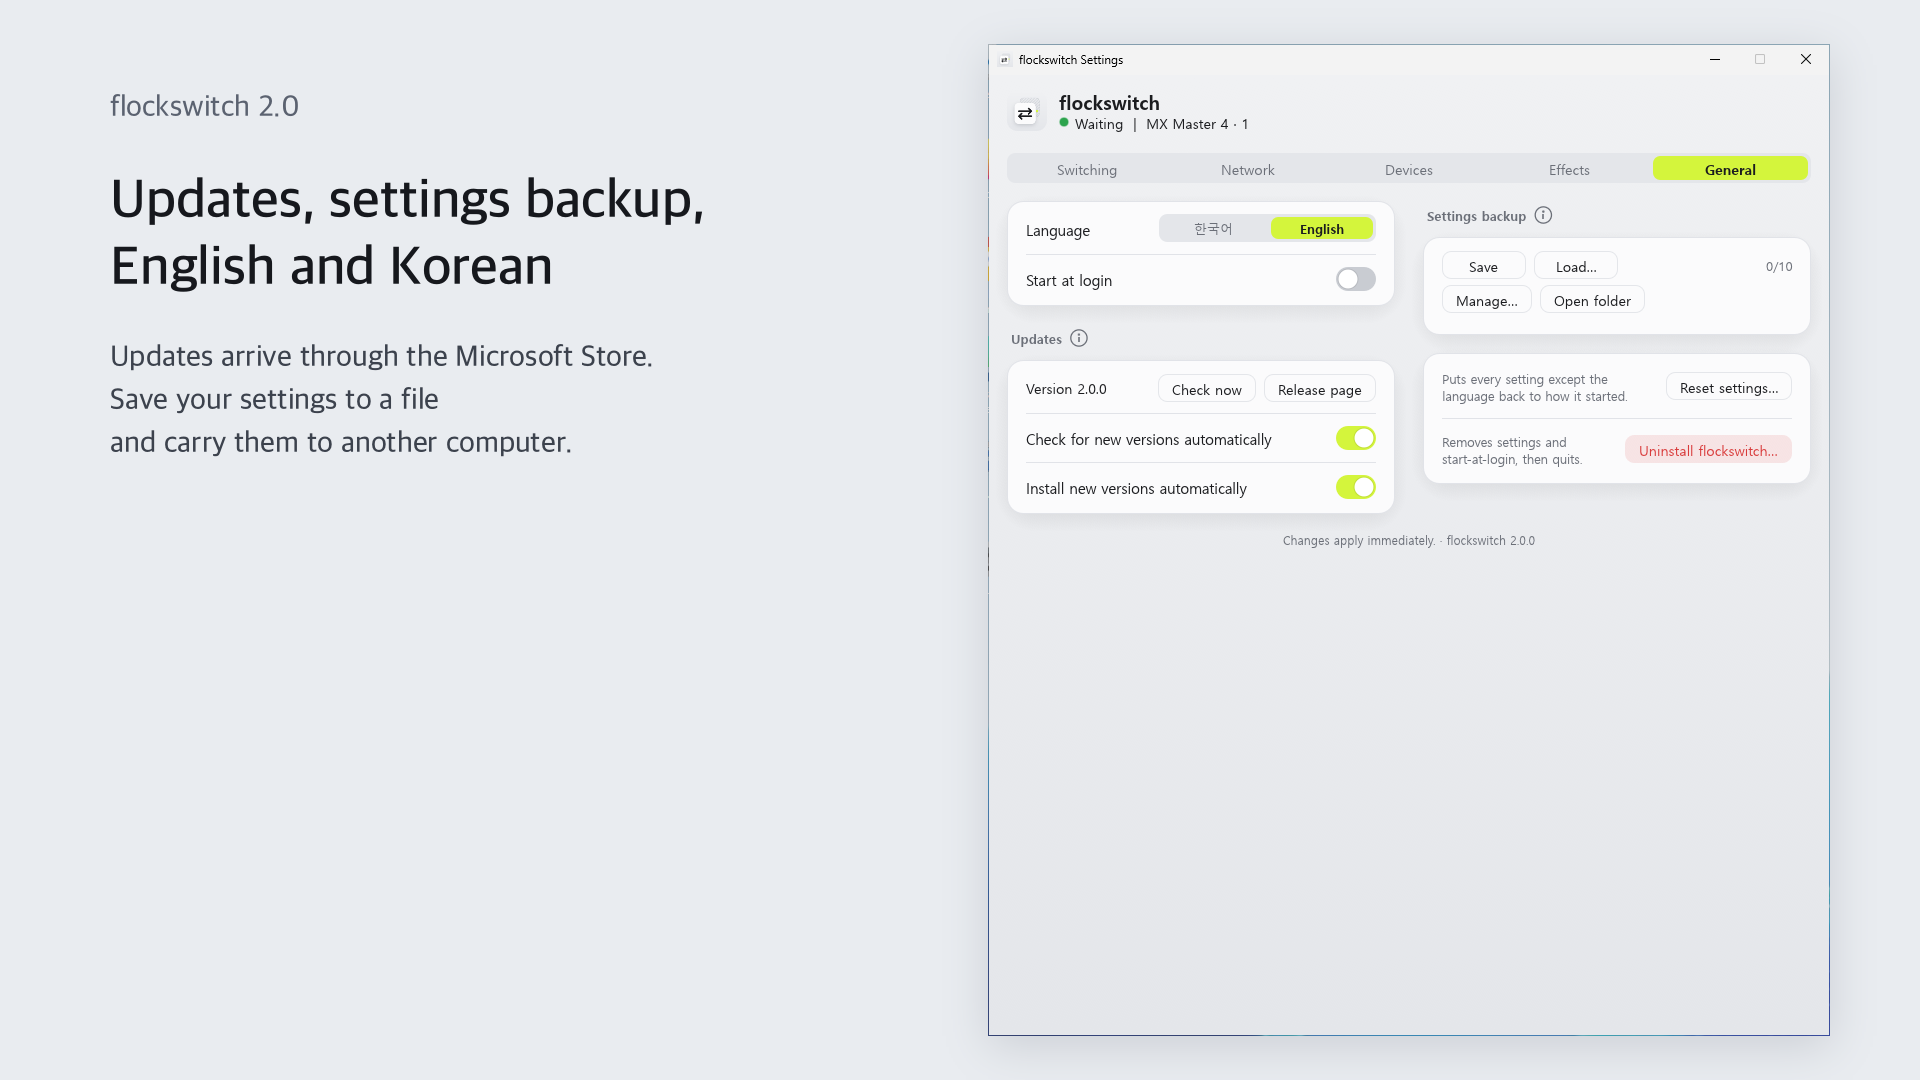 flockswitch 2.0
Updates, settings backup,
English and Korean
Updates arrive through the Microsoft Store.
Save your settings to a file
and carry them to another computer.
flockswitch Settings
flockswitch
Waiting | MX Master 4 · 1
Switching
Network
Devices
Effects
General
Language
한국어
English
Start at login
Updates
Version 2.0.0
Check now
Release page
Check for new versions automatically
Install new versions automatically
Settings backup
Save
Load...
0/10
Manage...
Open folder
Puts every setting except the
language back to how it started.
Reset settings...
Removes settings and
start-at-login, then quits.
Uninstall flockswitch...
Changes apply immediately. · flockswitch 2.0.0